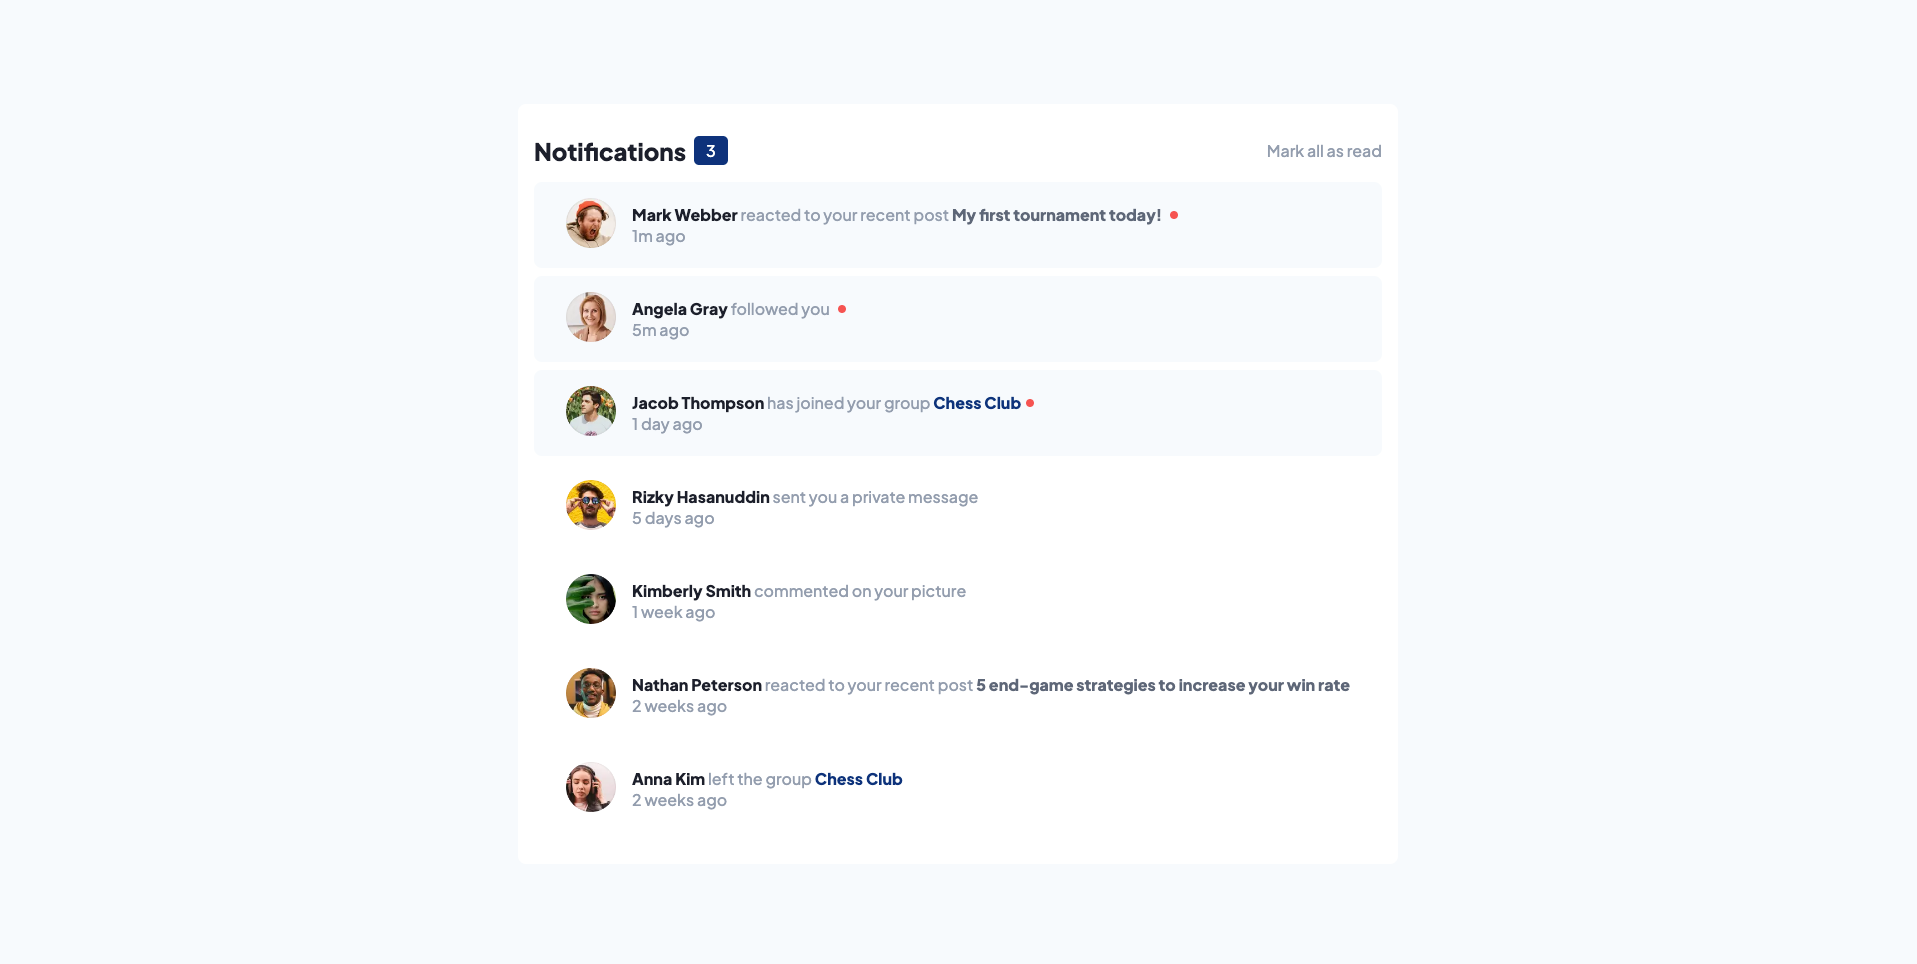 Notifications 3
Mark all as read
Mark Webber reacted to your recent post My first tournament today!
1m ago
Angela Gray followed you
5m ago
Jacob Thompson has joined your group Chess Club
1 day ago
Rizky Hasanuddin sent you a private message
5 days ago
Kimberly Smith commented on your picture
1 week ago
Nathan Peterson reacted to your recent post 5 end-game strategies to increase your win rate
2 weeks ago
Anna Kim left the group Chess Club
2 weeks ago